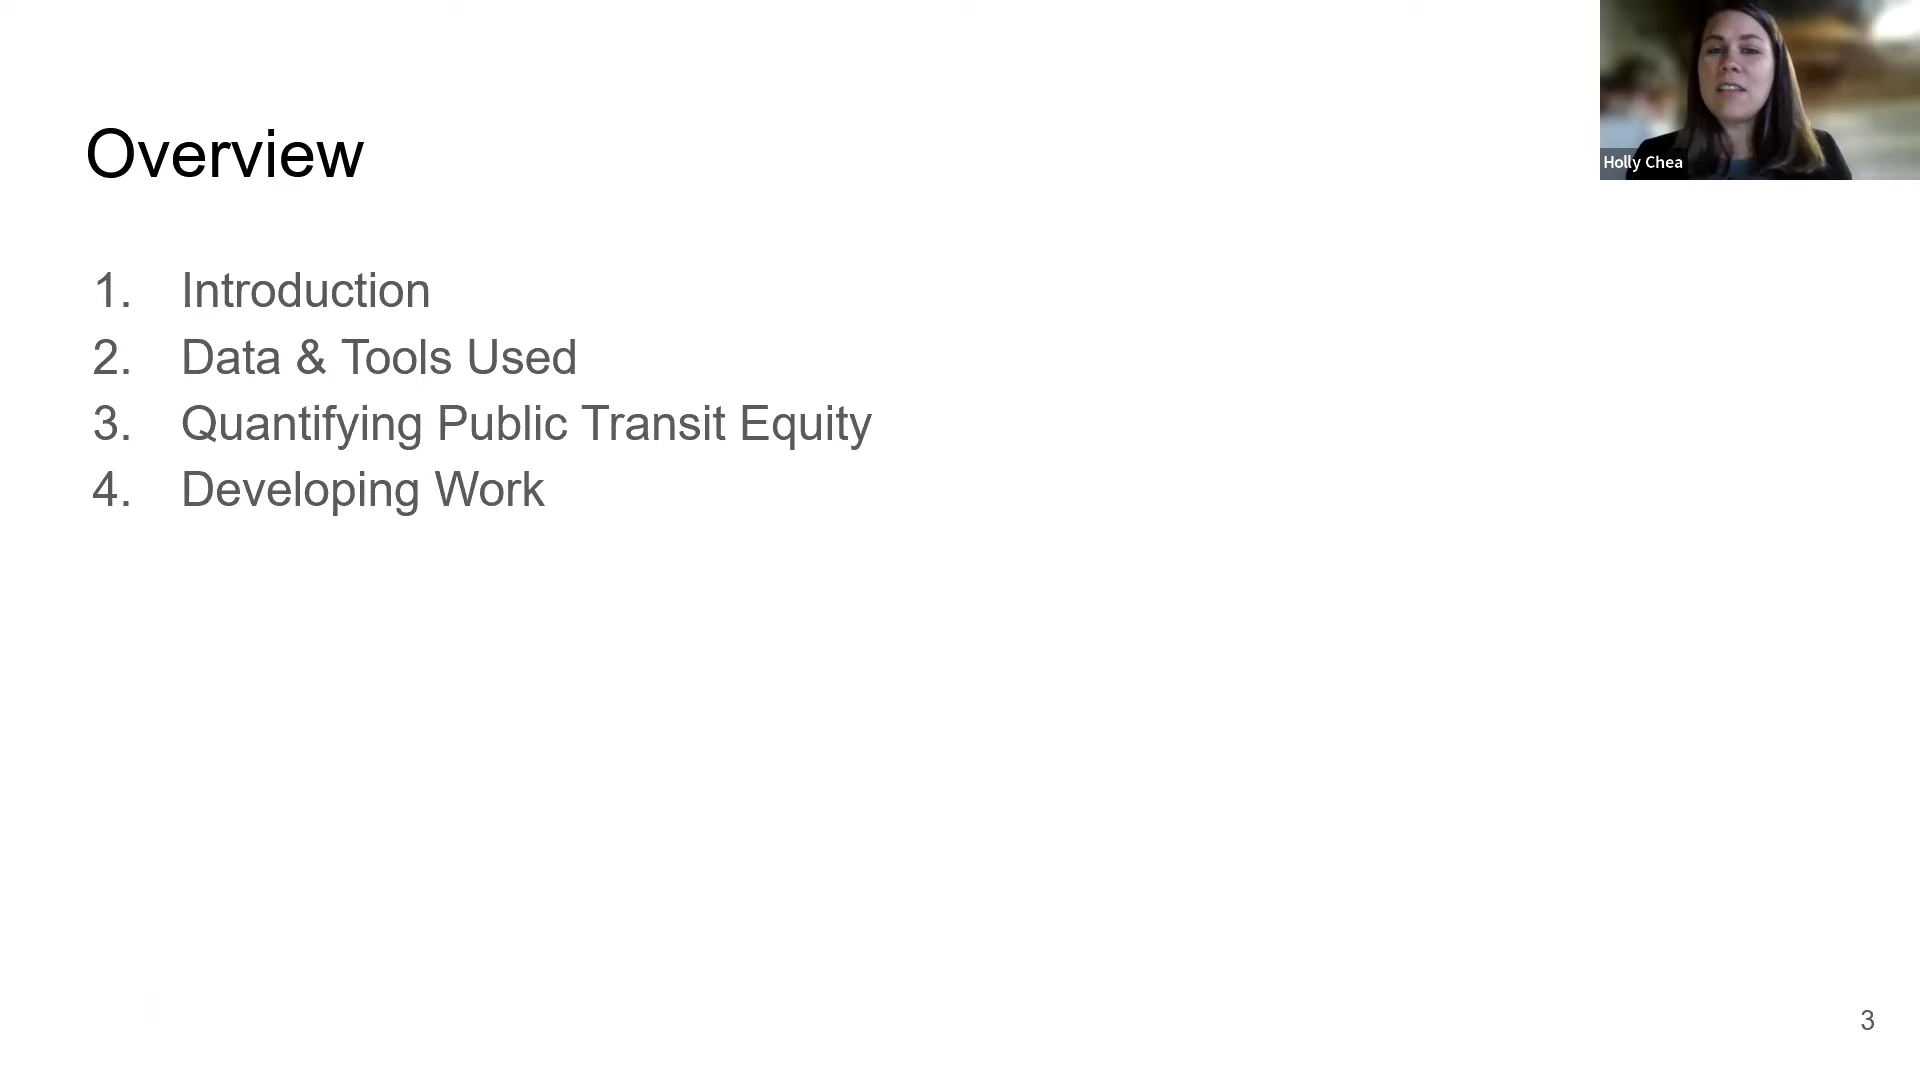 Overview
1. Introduction
2. Data & Tools Used
3. Quantifying Public Transit Equity
4. Developing Work
Holly Chea
3